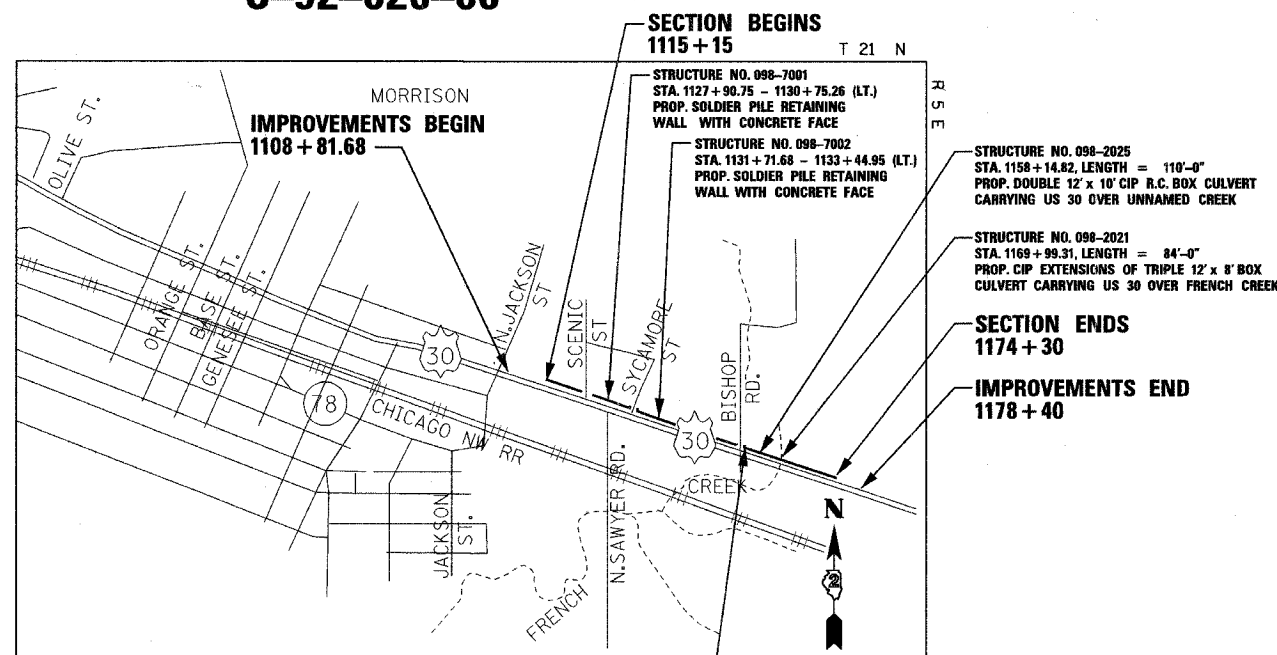 SECTION BEGINS
1115+15
T 21 N
R 5 E
MORRISON
IMPROVEMENTS BEGIN
1108+81.68
STRUCTURE NO. 098-7001
STA. 1127+90.75 - 1130+75.26 (LT.)
PROP. SOLDIER PILE RETAINING
WALL WITH CONCRETE FACE
STRUCTURE NO. 098-7002
STA. 1131+71.68 - 1133+44.95 (LT.)
PROP. SOLDIER PILE RETAINING
WALL WITH CONCRETE FACE
STRUCTURE NO. 098-2025
STA. 1158+14.82, LENGTH = 110'-0"
PROP. DOUBLE 12' x 10' CIP R.C. BOX CULVERT
CARRYING US 30 OVER UNNAMED CREEK
STRUCTURE NO. 098-2021
STA. 1169+99.31, LENGTH = 84'-0"
PROP. CIP EXTENSIONS OF TRIPLE 12' x 8' BOX
CULVERT CARRYING US 30 OVER FRENCH CREEK
SECTION ENDS
1174+30
IMPROVEMENTS END
1178+40
OLIVE ST.
ORANGE ST.
BASE ST.
GENESEE ST.
N.JACKSON
ST
SCENIC
ST
SYCAMORE
ST
BISHOP
RD.
30
30
78
CHICAGO NW RR
JACKSON
ST.
N.SAWYER RD.
FRENCH
CREEK
N
2